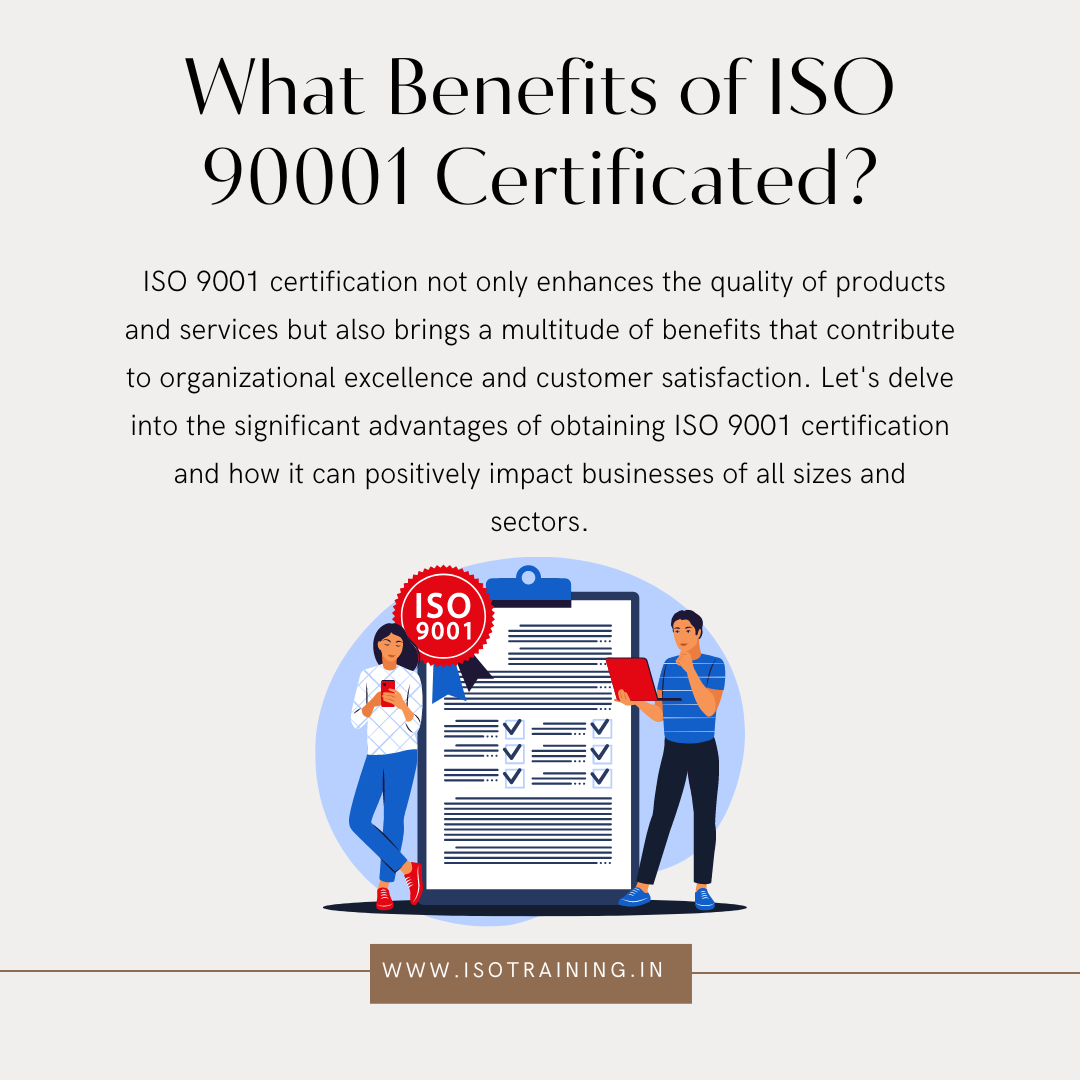 What Benefits of ISO
90001 Certificated?
ISO 9001 certification not only enhances the quality of products
and services but also brings a multitude of benefits that contribute
to organizational excellence and customer satisfaction. Let's delve
into the significant advantages of obtaining ISO 9001 certification
and how it can positively impact businesses of all sizes and
sectors.
ISO
9001
WWW.ISOTRAINING.IN